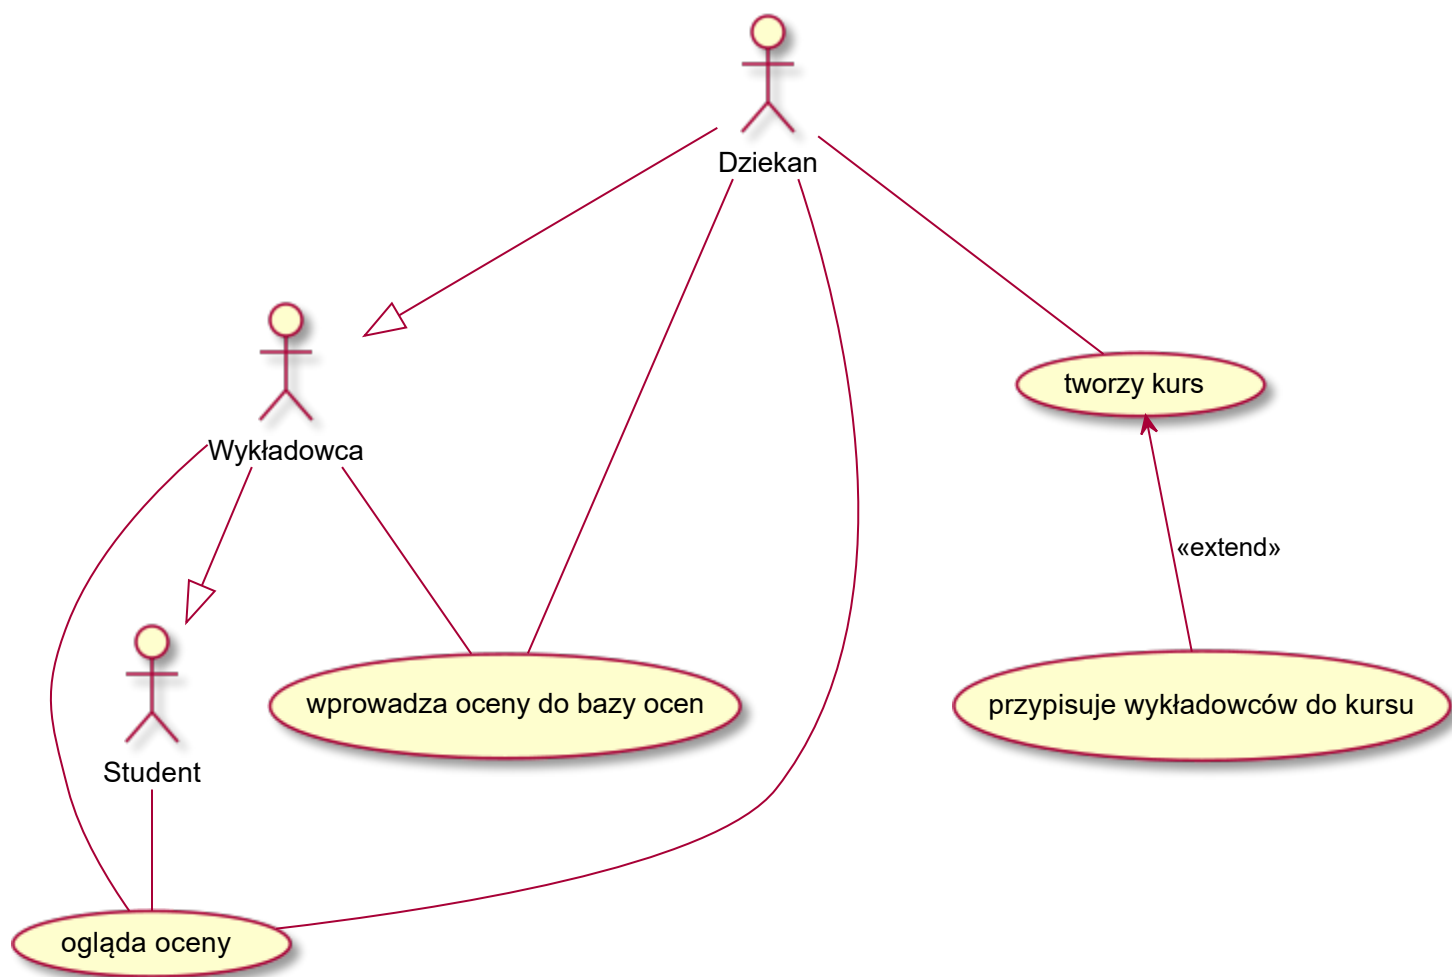 Dziekan
tworzy kurs
Wykładowca
«extend»
wprowadza oceny do bazy ocen
przypisuje wykładowców do kursu
Student
ogląda oceny